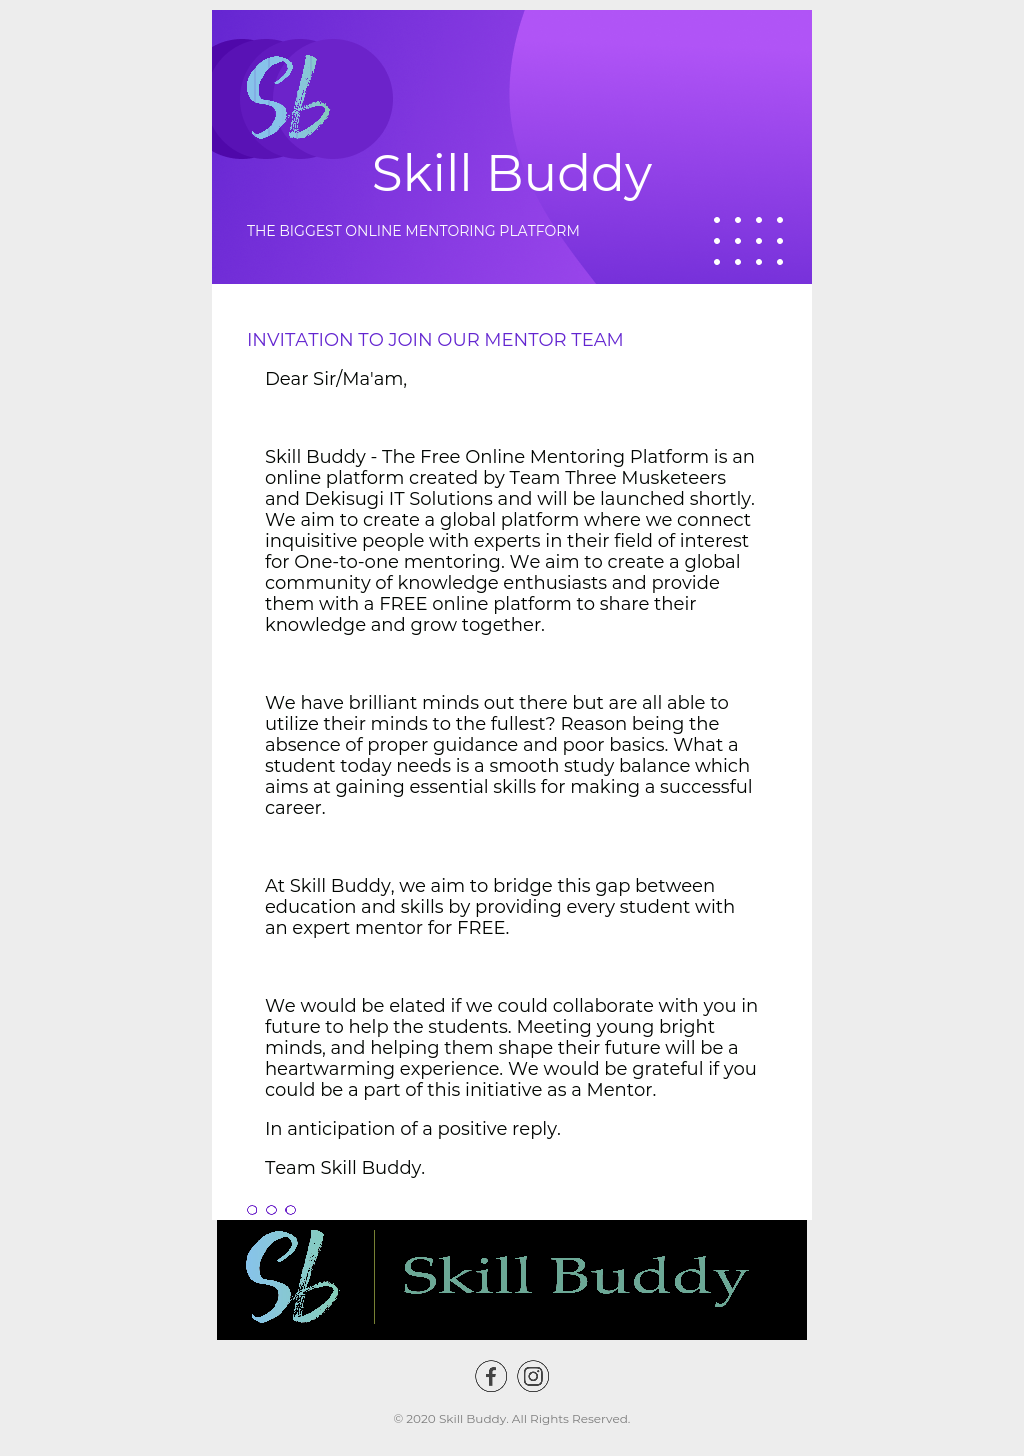 Sb
Skill Buddy
THE BIGGEST ONLINE MENTORING PLATFORM
INVITATION TO JOIN OUR MENTOR TEAM
Dear Sir/Ma'am,
Skill Buddy - The Free Online Mentoring Platform is an
online platform created by Team Three Musketeers
and Dekisugi IT Solutions and will be launched shortly.
We aim to create a global platform where we connect
inquisitive people with experts in their field of interest
for One-to-one mentoring. We aim to create a global
community of knowledge enthusiasts and provide
them with a FREE online platform to share their
knowledge and grow together.
We have brilliant minds out there but are all able to
utilize their minds to the fullest? Reason being the
absence of proper guidance and poor basics. What a
student today needs is a smooth study balance which
aims at gaining essential skills for making a successful
career.
At Skill Buddy, we aim to bridge this gap between
education and skills by providing every student with
an expert mentor for FREE.
We would be elated if we could collaborate with you in
future to help the students. Meeting young bright
minds, and helping them shape their future will be a
heartwarming experience. We would be grateful if you
could be a part of this initiative as a Mentor.
In anticipation of a positive reply.
Team Skill Buddy.
Sb Skill Buddy
© 2020 Skill Buddy. All Rights Reserved.